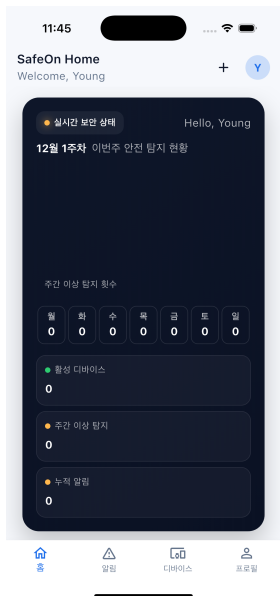 11:45
SafeOn Home
Welcome, Young
Y
실시간 보안 상태
Hello, Young
12월 1주차 이번주 안전 탐지 현황
주간 이상 탐지 횟수
월 화 수 목 금 토 일
0 0 0 0 0 0 0
활성 디바이스
0
주간 이상 탐지
0
누적 알림
0
홈 알림 디바이스 프로필